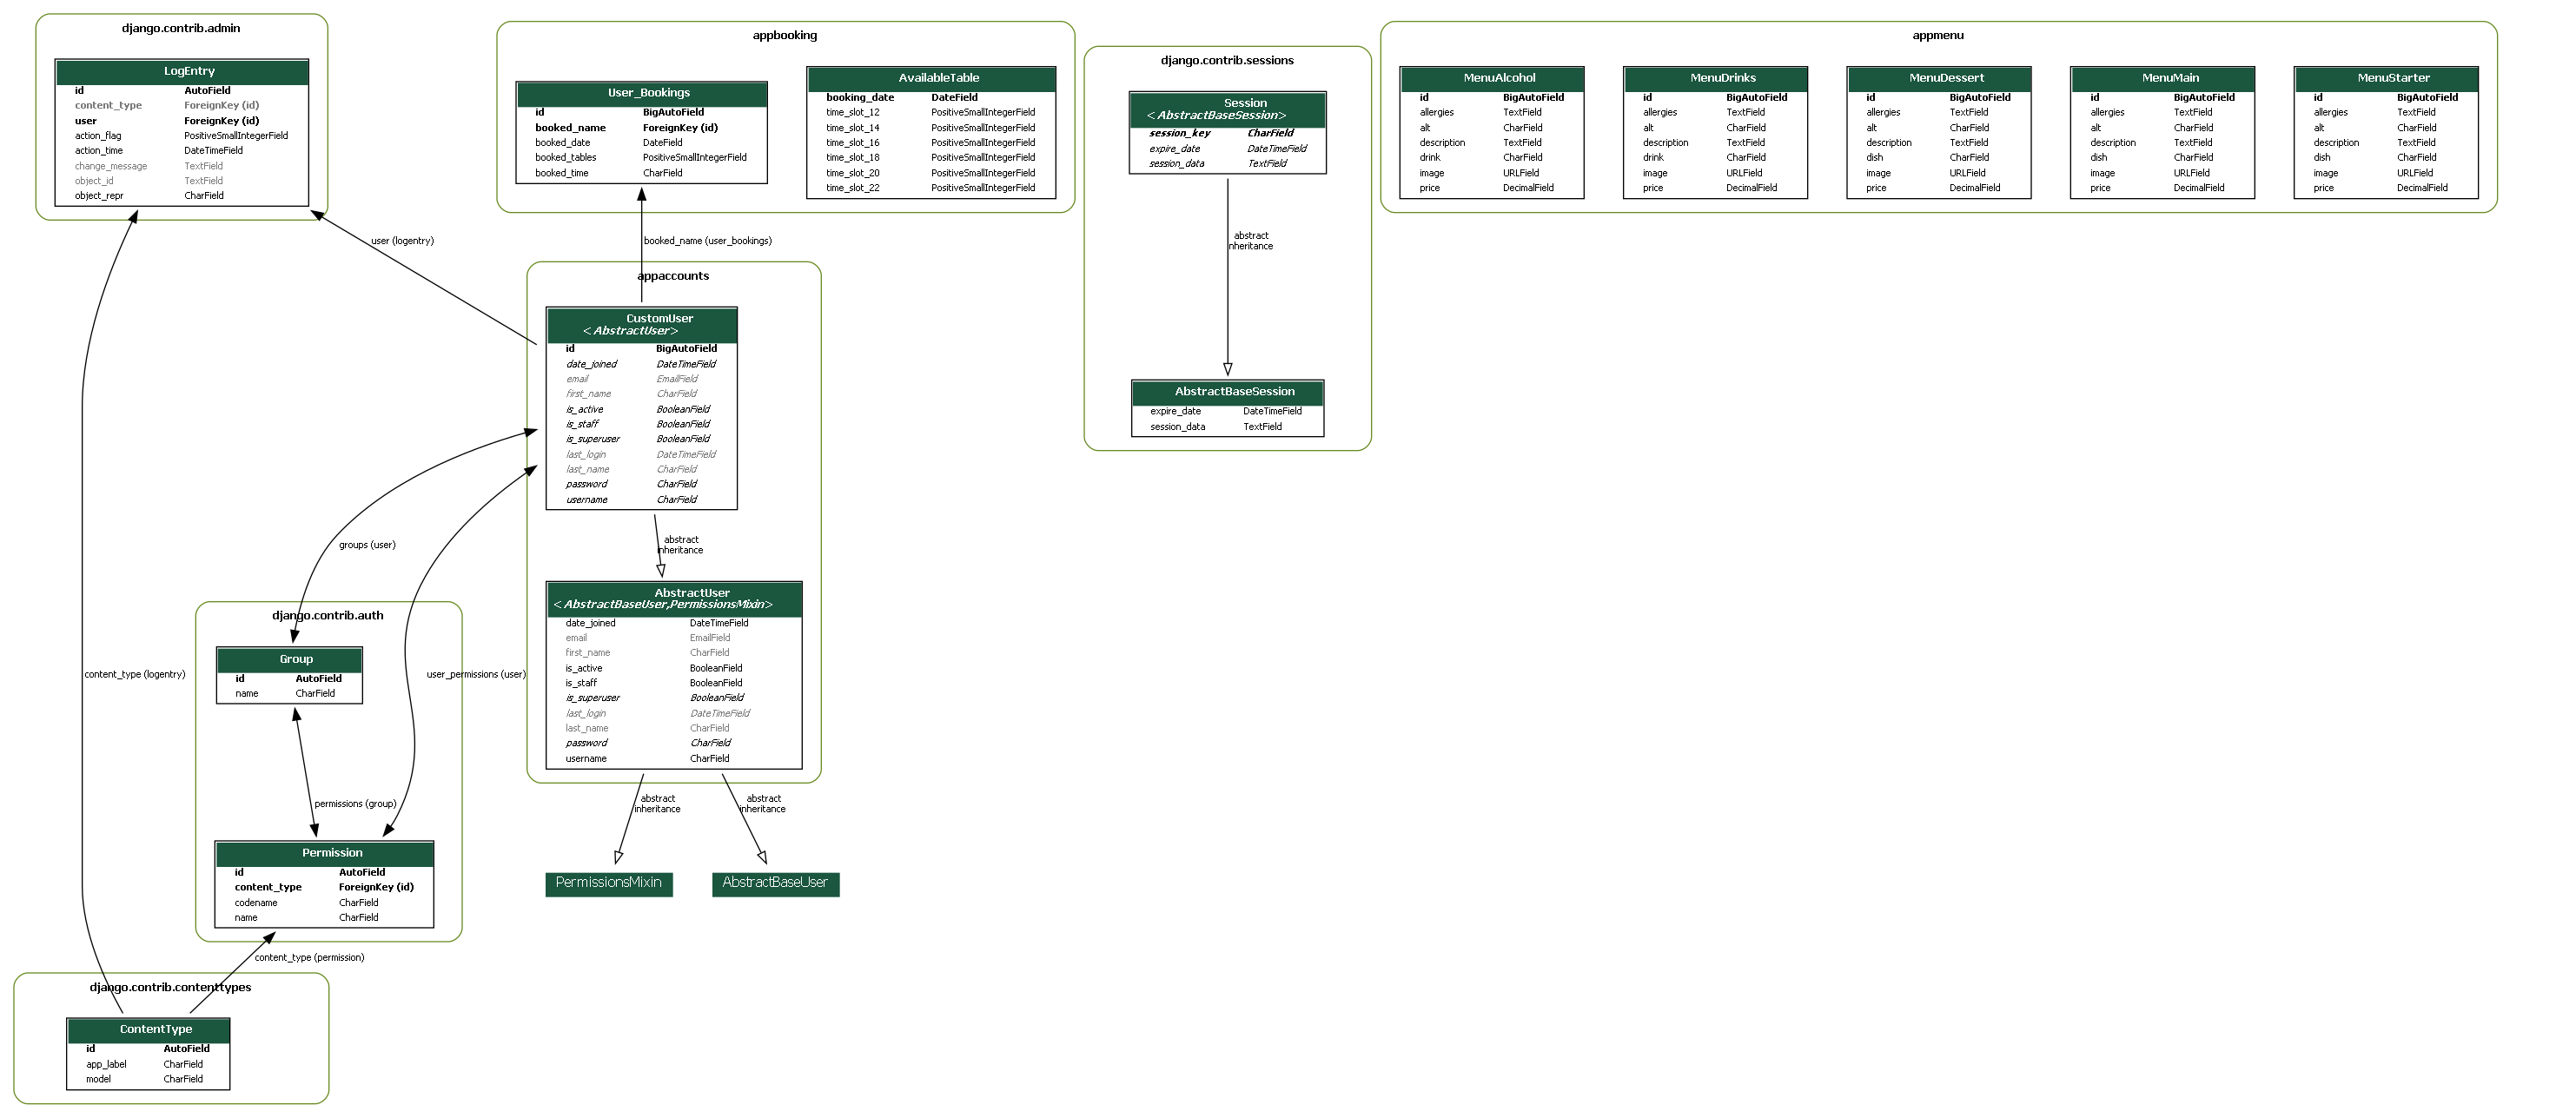 django.contrib.admin
LogEntry
id AutoField
content_type ForeignKey (id)
user ForeignKey (id)
action_flag PositiveSmallIntegerField
action_time DateTimeField
change_message TextField
object_id TextField
object_repr CharField
appbooking
User_Bookings
id BigAutoField
booked_name ForeignKey (id)
booked_date DateField
booked_tables PositiveSmallIntegerField
booked_time CharField
AvailableTable
booking_date DateField
time_slot_12 PositiveSmallIntegerField
time_slot_14 PositiveSmallIntegerField
time_slot_16 PositiveSmallIntegerField
time_slot_18 PositiveSmallIntegerField
time_slot_20 PositiveSmallIntegerField
time_slot_22 PositiveSmallIntegerField
django.contrib.sessions
Session
<AbstractBaseSession>
session_key CharField
expire_date DateTimeField
session_data TextField
abstract
inheritance
AbstractBaseSession
expire_date DateTimeField
session_data TextField
appmenu
MenuAlcohol
id BigAutoField
allergies TextField
alt CharField
description TextField
drink CharField
image URLField
price DecimalField
MenuDrinks
id BigAutoField
allergies TextField
alt CharField
description TextField
drink CharField
image URLField
price DecimalField
MenuDessert
id BigAutoField
allergies TextField
alt CharField
description TextField
dish CharField
image URLField
price DecimalField
MenuMain
id BigAutoField
allergies TextField
alt CharField
description TextField
dish CharField
image URLField
price DecimalField
MenuStarter
id BigAutoField
allergies TextField
alt CharField
description TextField
dish CharField
image URLField
price DecimalField
user (logentry)
booked_name (user_bookings)
appaccounts
CustomUser
<AbstractUser>
id BigAutoField
date_joined DateTimeField
email EmailField
first_name CharField
is_active BooleanField
is_staff BooleanField
is_superuser BooleanField
last_login DateTimeField
last_name CharField
password CharField
username CharField
abstract
inheritance
AbstractUser
<AbstractBaseUser,PermissionsMixin>
date_joined DateTimeField
email EmailField
first_name CharField
is_active BooleanField
is_staff BooleanField
is_superuser BooleanField
last_login DateTimeField
last_name CharField
password CharField
username CharField
abstract
inheritance
abstract
inheritance
PermissionsMixin
AbstractBaseUser
groups (user)
django.contrib.auth
Group
id AutoField
name CharField
content_type (logentry)
user_permissions (user)
permissions (group)
Permission
id AutoField
content_type ForeignKey (id)
codename CharField
name CharField
content_type (permission)
django.contrib.contenttypes
ContentType
id AutoField
app_label CharField
model CharField